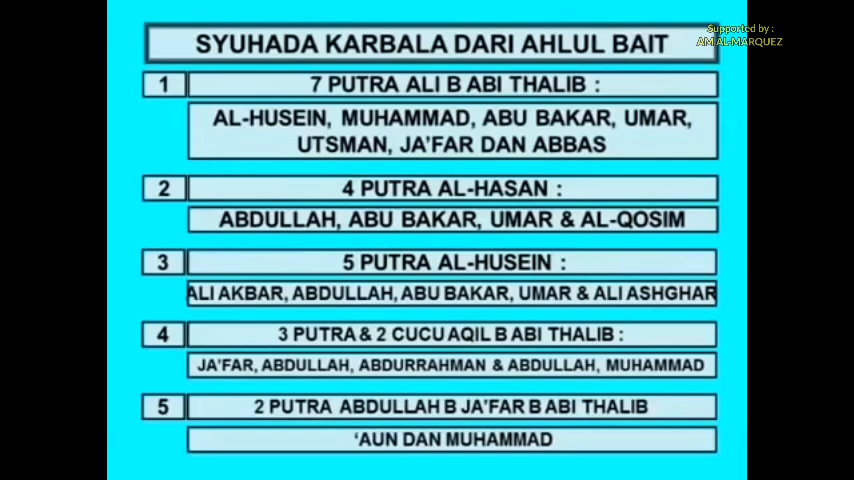 SYUHADA KARBALA DARI AHLUL BAIT
Supported by :
AM AL-MARQUEZ
1
7 PUTRA ALI B ABI THALIB :
AL-HUSEIN, MUHAMMAD, ABU BAKAR, UMAR,
UTSMAN, JA'FAR DAN ABBAS
2
4 PUTRA AL-HASAN :
ABDULLAH, ABU BAKAR, UMAR & AL-QOSIM
3
5 PUTRA AL-HUSEIN :
ALI AKBAR, ABDULLAH, ABU BAKAR, UMAR & ALI ASHGHAR
4
3 PUTRA & 2 CUCU AQIL B ABI THALIB :
JA'FAR, ABDULLAH, ABDURRAHMAN & ABDULLAH, MUHAMMAD
5
2 PUTRA ABDULLAH B JA'FAR B ABI THALIB
‘AUN DAN MUHAMMAD